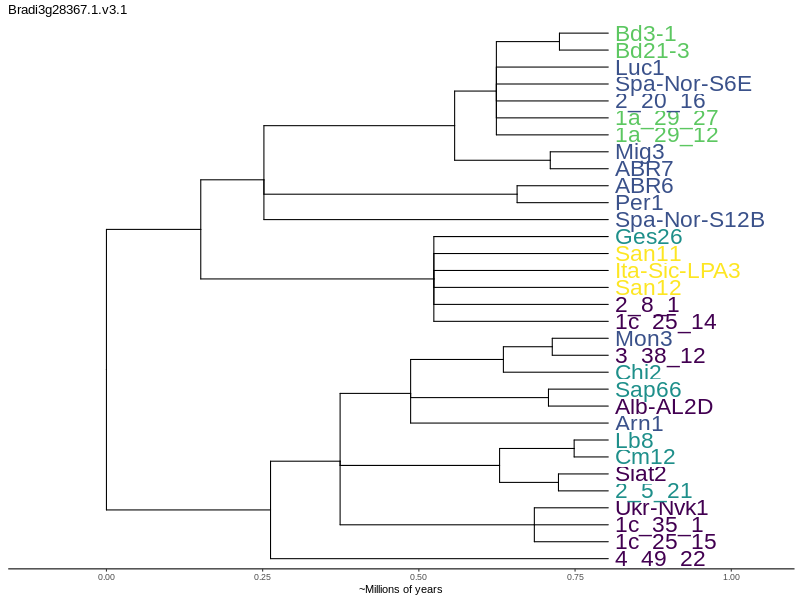 Bradi3g28367.1.v3.1
Bd3-1
Bd21-3
Luc1
Spa-Nor-S6E
2_20_16
1a_29_27
1a_29_12
Mig3
ABR7
ABR6
Per1
Spa-Nor-S12B
Ges26
San11
Ita-Sic-LPA3
San12
2_8_1
1c_25_14
Mon3
3_38_12
Chi2
Sap66
Alb-AL2D
Arn1
Lb8
Cm12
Siat2
2_5_21
Ukr-Nvk1
1c_35_1
1c_25_15
4_49_22
0.00 0.25 0.50 0.75 1.00
~Millions of years